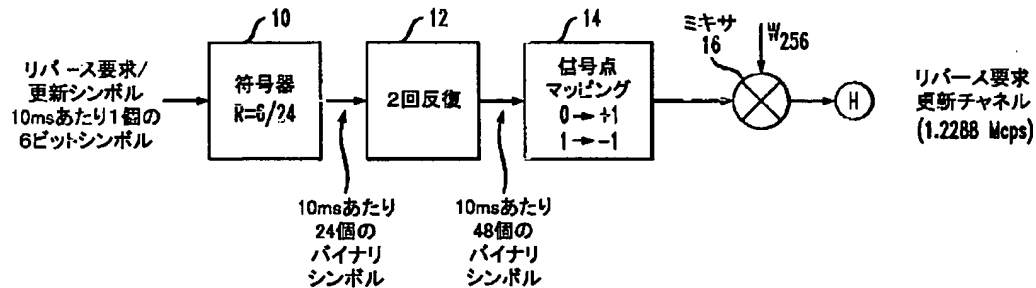 リバース要求/
更新シンボル
10msあたり1個の
6ビットシンボル
10
符号器
R=6/24
10msあたり
24個の
バイナリ
シンボル
12
2回反復
10msあたり
48個の
バイナリ
シンボル
14
信号点
マッピング
0→+1
1→-1
ミキサ
16
W256
H
リバース要求
更新チャネル
(1.2288 Mcps)